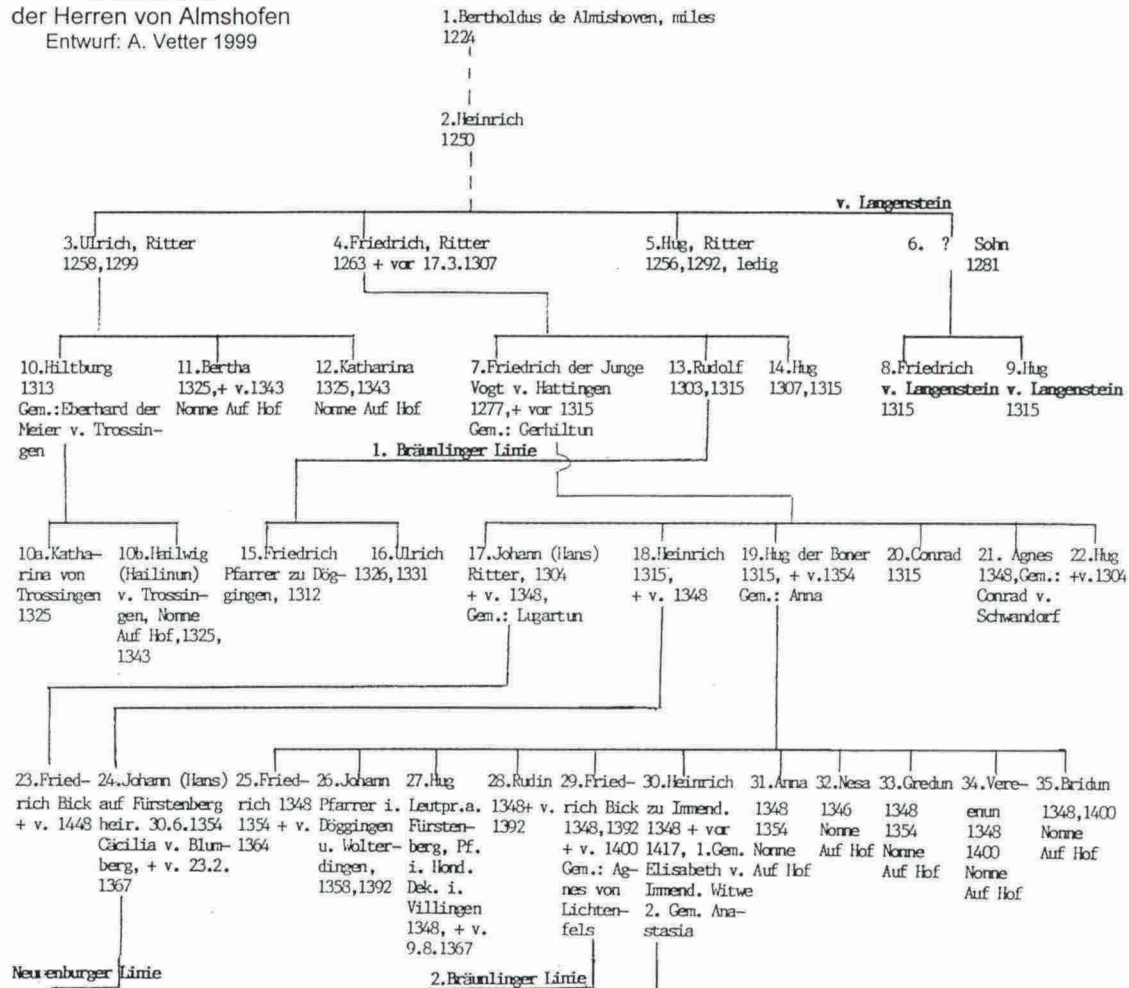 der Herren von Almshofen
Entwurf: A. Vetter 1999
1.Bertholdus de Almishoven, miles
1224
2.Heinrich
1250
v. Langenstein
3.Ulrich, Ritter
1258,1299
4.Friedrich, Ritter
1263 + vor 17.3.1307
5.Hug, Ritter
1256,1292, ledig
6. ? Sohn
1281
10.Hiltburg
1313
Gem.:Eberhard der
Meier v. Trossin-
gen
11.Bertha
1325,+ v.1343
Nonne Auf Hof
12.Katharina
1325,1343
Nonne Auf Hof
7.Friedrich der Junge
Vogt v. Hattingen
1277,+ vor 1315
Gem.: Gerhiltun
13.Rudolf
1303,1315
14.Hug
1307,1315
8.Friedrich
v. Langenstein
1315
9.Hug
v. Langenstein
1315
1. Bräunlinger Linie
10a.Katha-
rina von
Trossingen
1325
10b.Hailwig
(Hailinun)
v. Trossin-
gen, Nonne
Auf Hof,1325,
1343
15.Friedrich
Pfarrer zu Dög-
gingen, 1312
16.Ulrich
1326,1331
17.Johann (Hans)
Ritter, 1304
+ v. 1348,
Gem.: Lugartun
18.Heinrich
1315,
+ v. 1348
19.Hug der Boner
1315, + v.1354
Gem.: Anna
20.Conrad
1315
21. Agnes
1348,Gem.:
Conrad v.
Schwandorf
22.Hug
+v.1304
23.Fried-
rich Bick
+ v. 1448
24.Johann (Hans)
auf Fürstenberg
heir. 30.6.1354
Cäcilia v. Blum-
berg, + v. 23.2.
1367
25.Fried-
rich 1348
1354 + v.
1364
26.Johann
Pfarrer i.
Döggingen
u. Wolter-
dingen,
1358,1392
27.Hug
Leutpr.a.
Fürsten-
berg, Pf.
i. Hond.
Dek. i.
Villingen
1348, + v.
9.8.1367
28.Rudin
1348+ v.
1392
29.Fried-
rich Bick
1348,1392
+ v. 1400
Gem.: Ag-
nes von
Lichten-
fels
30.Heinrich
zu Immend.
1348 + vor
1417, 1.Gem.
Elisabeth v.
Immend. Witwe
2. Gem. Ana-
stasia
31.Anna
1348
1354
Nonne
Auf Hof
32.Nesa
1346
Nonne
Auf Hof
33.Gredun
1348
1354
Nonne
Auf Hof
34.Vere-
enun
1348
1400
Nonne
Auf Hof
35.Bridun
1348,1400
Nonne
Auf Hof
Neuenburger Linie
2.Bräunlinger Linie